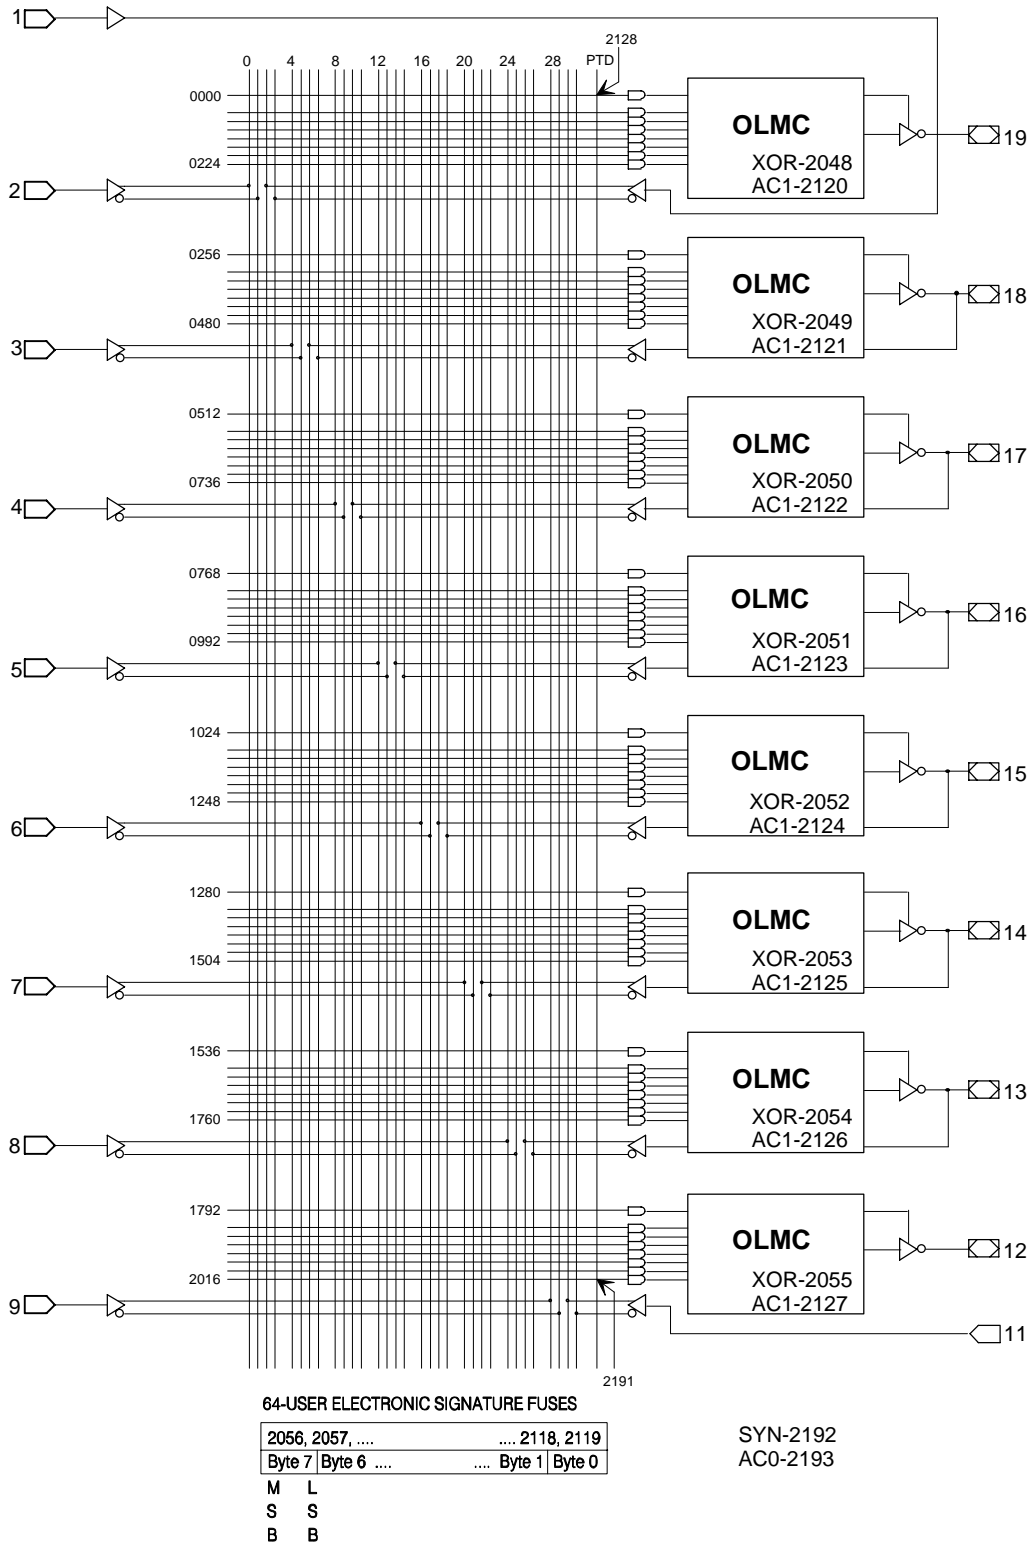 1
2128
0 4 8 12 16 20 24 28 PTD
0000
OLMC
19
XOR-2048
0224
AC1-2120
2
0256
OLMC
18
XOR-2049
0480
AC1-2121
3
0512
OLMC
17
XOR-2050
0736
AC1-2122
4
0768
OLMC
16
XOR-2051
0992
AC1-2123
5
1024
OLMC
15
XOR-2052
1248
AC1-2124
6
1280
OLMC
14
XOR-2053
1504
AC1-2125
7
1536
OLMC
13
XOR-2054
1760
AC1-2126
8
1792
OLMC
12
XOR-2055
2016
AC1-2127
9
11
2191
64-USER ELECTRONIC SIGNATURE FUSES
2056, 2057, .... .... 2118, 2119
Byte 7 Byte 6 .... .... Byte 1 Byte 0
M L
S S
B B
SYN-2192
AC0-2193